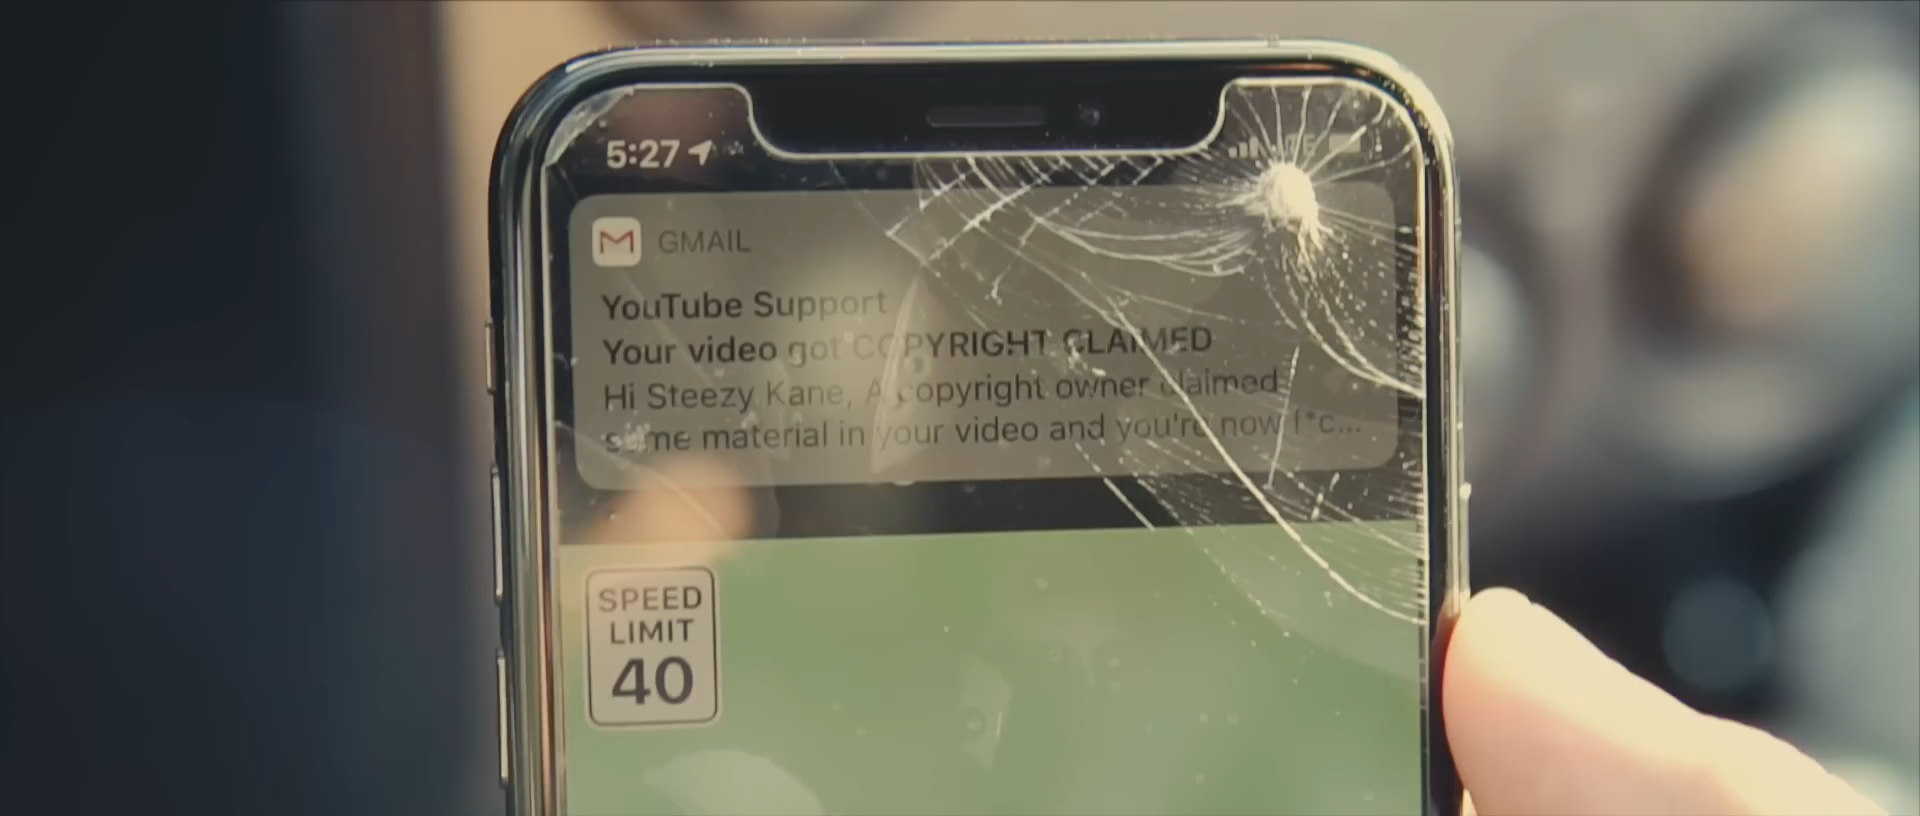 5:27
GMAIL
YouTube Support
Your video got COPYRIGHT CLAIMED
Hi Steezy Kane, A copyright owner claimed
some material in your video and you're now f*c...
SPEED
LIMIT
40